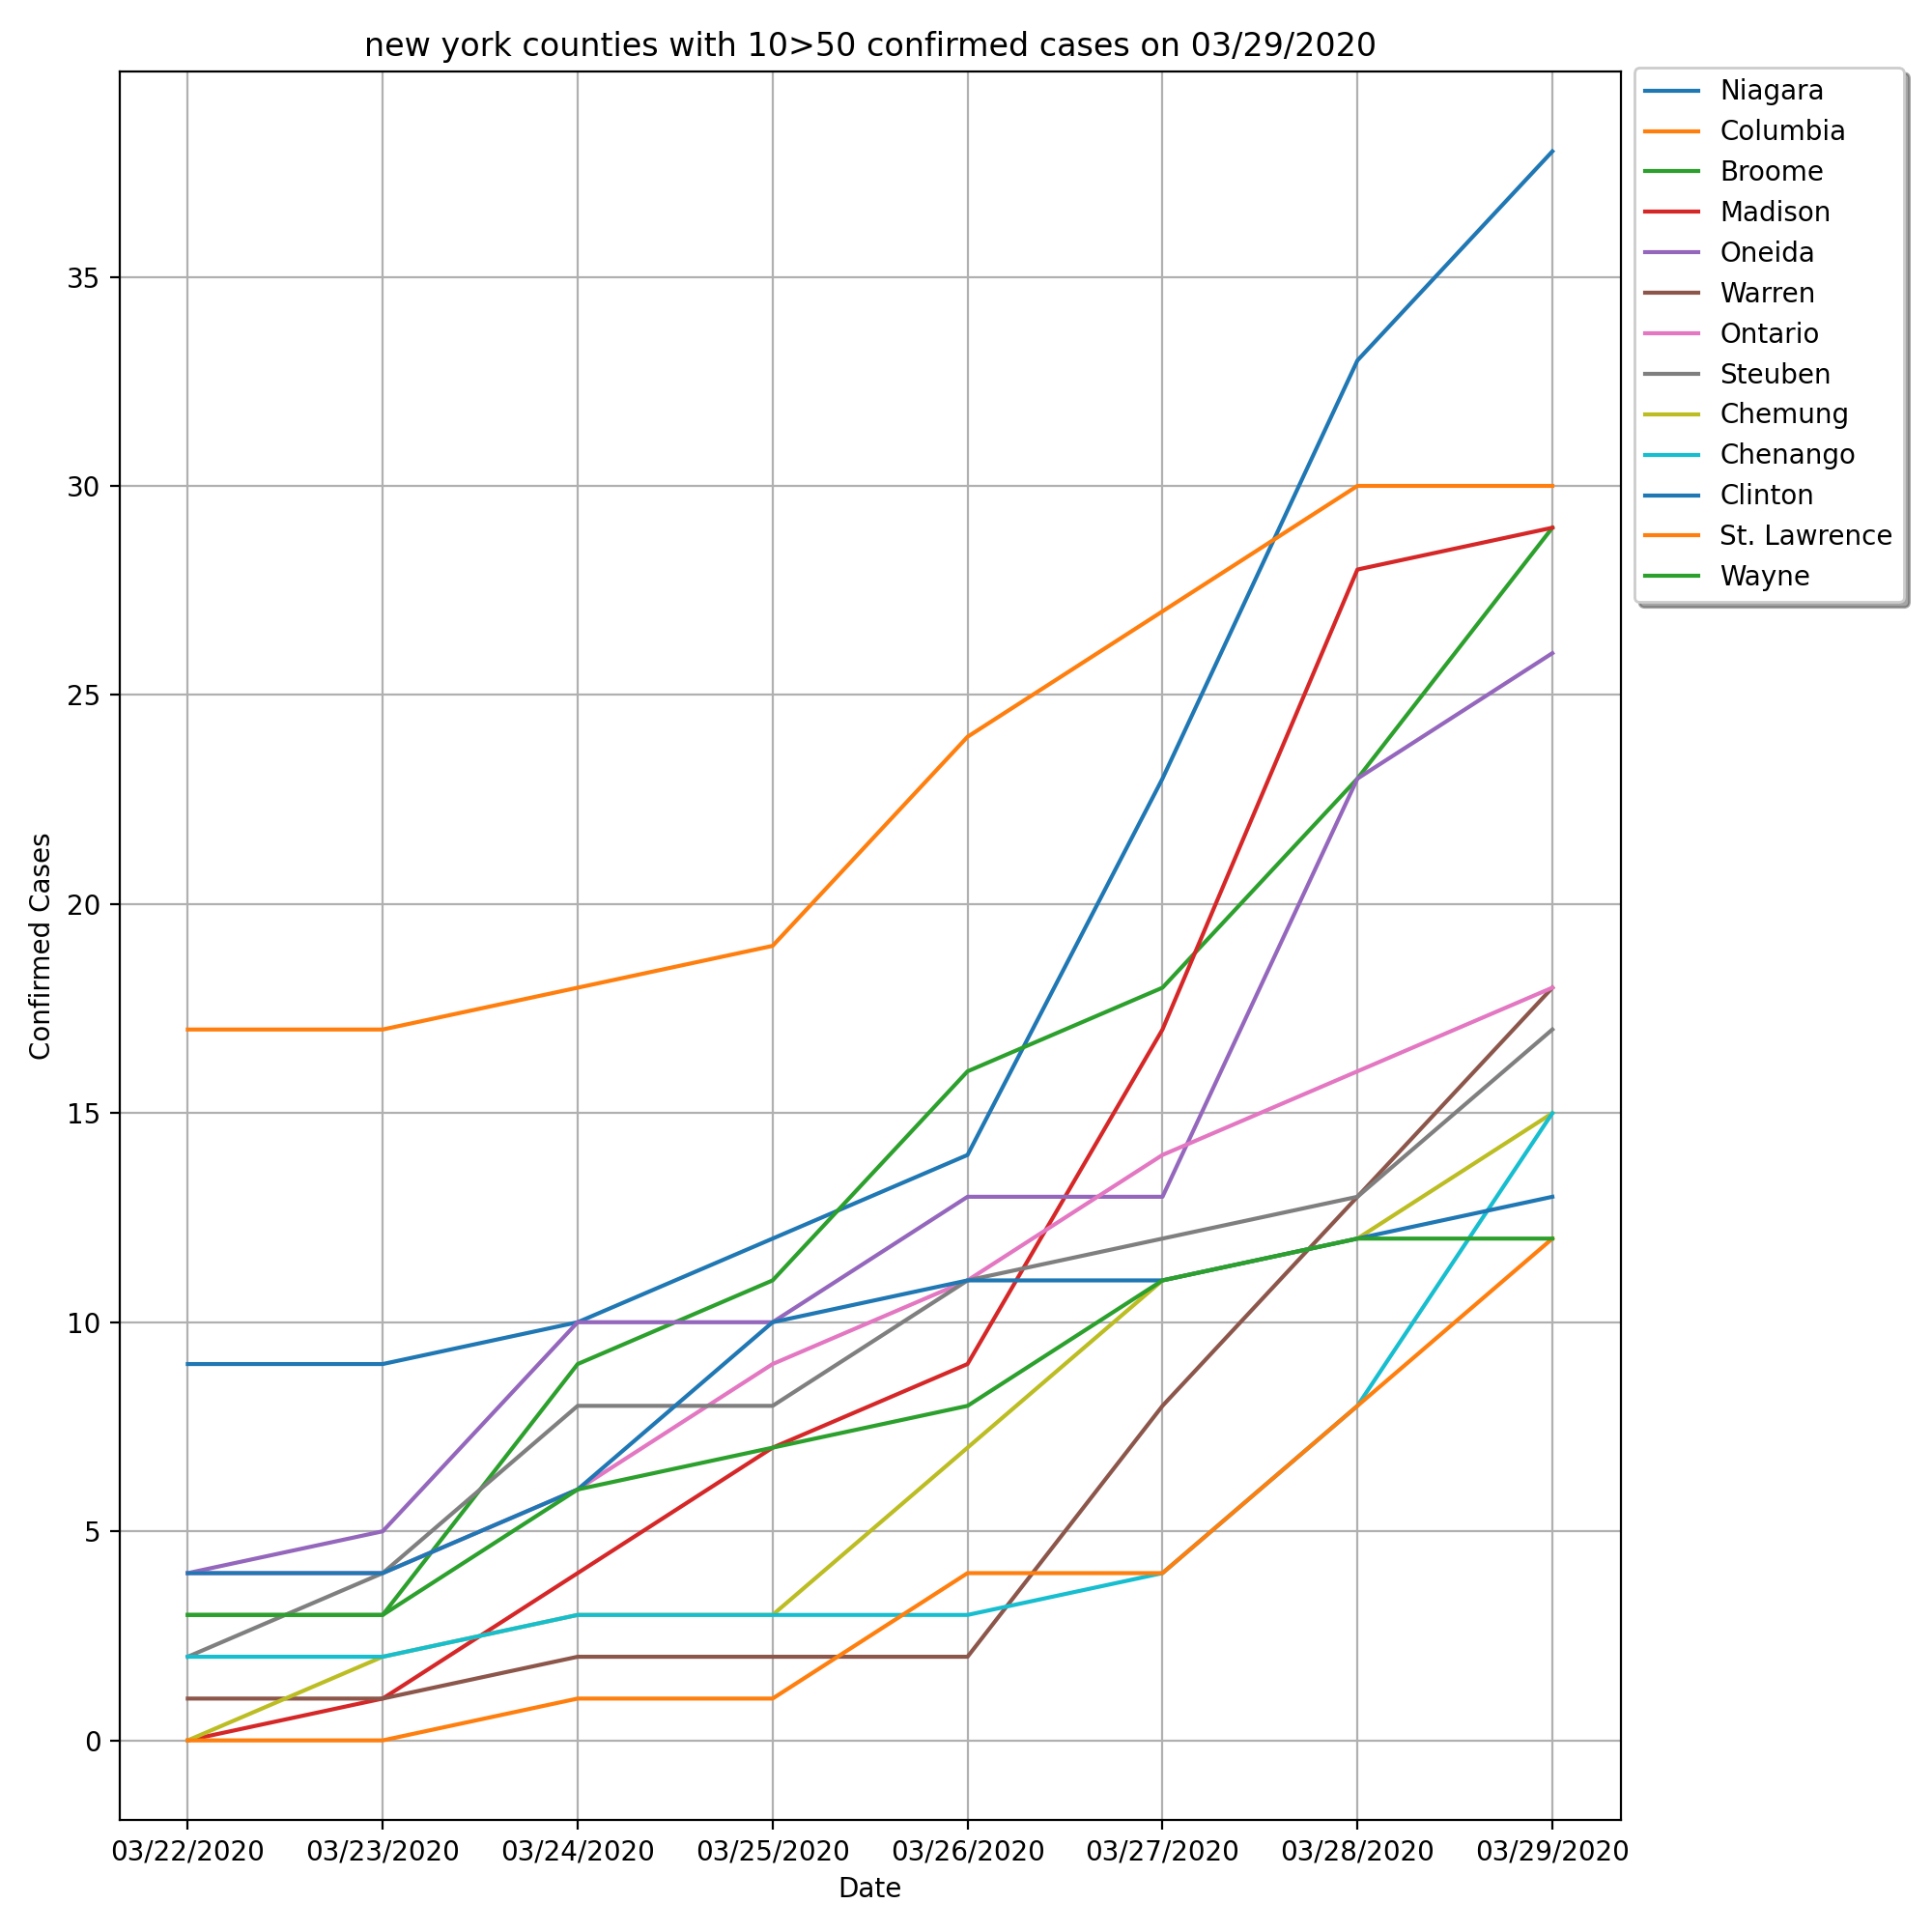 new york counties with 10>50 confirmed cases on 03/29/2020
Niagara
Columbia
Broome
Madison
Oneida
Warren
Ontario
Steuben
Chemung
Chenango
Clinton
St. Lawrence
Wayne
Confirmed Cases
35
30
25
20
15
10
5
0
03/22/2020 03/23/2020 03/24/2020 03/25/2020 03/26/2020 03/27/2020 03/28/2020 03/29/2020
Date